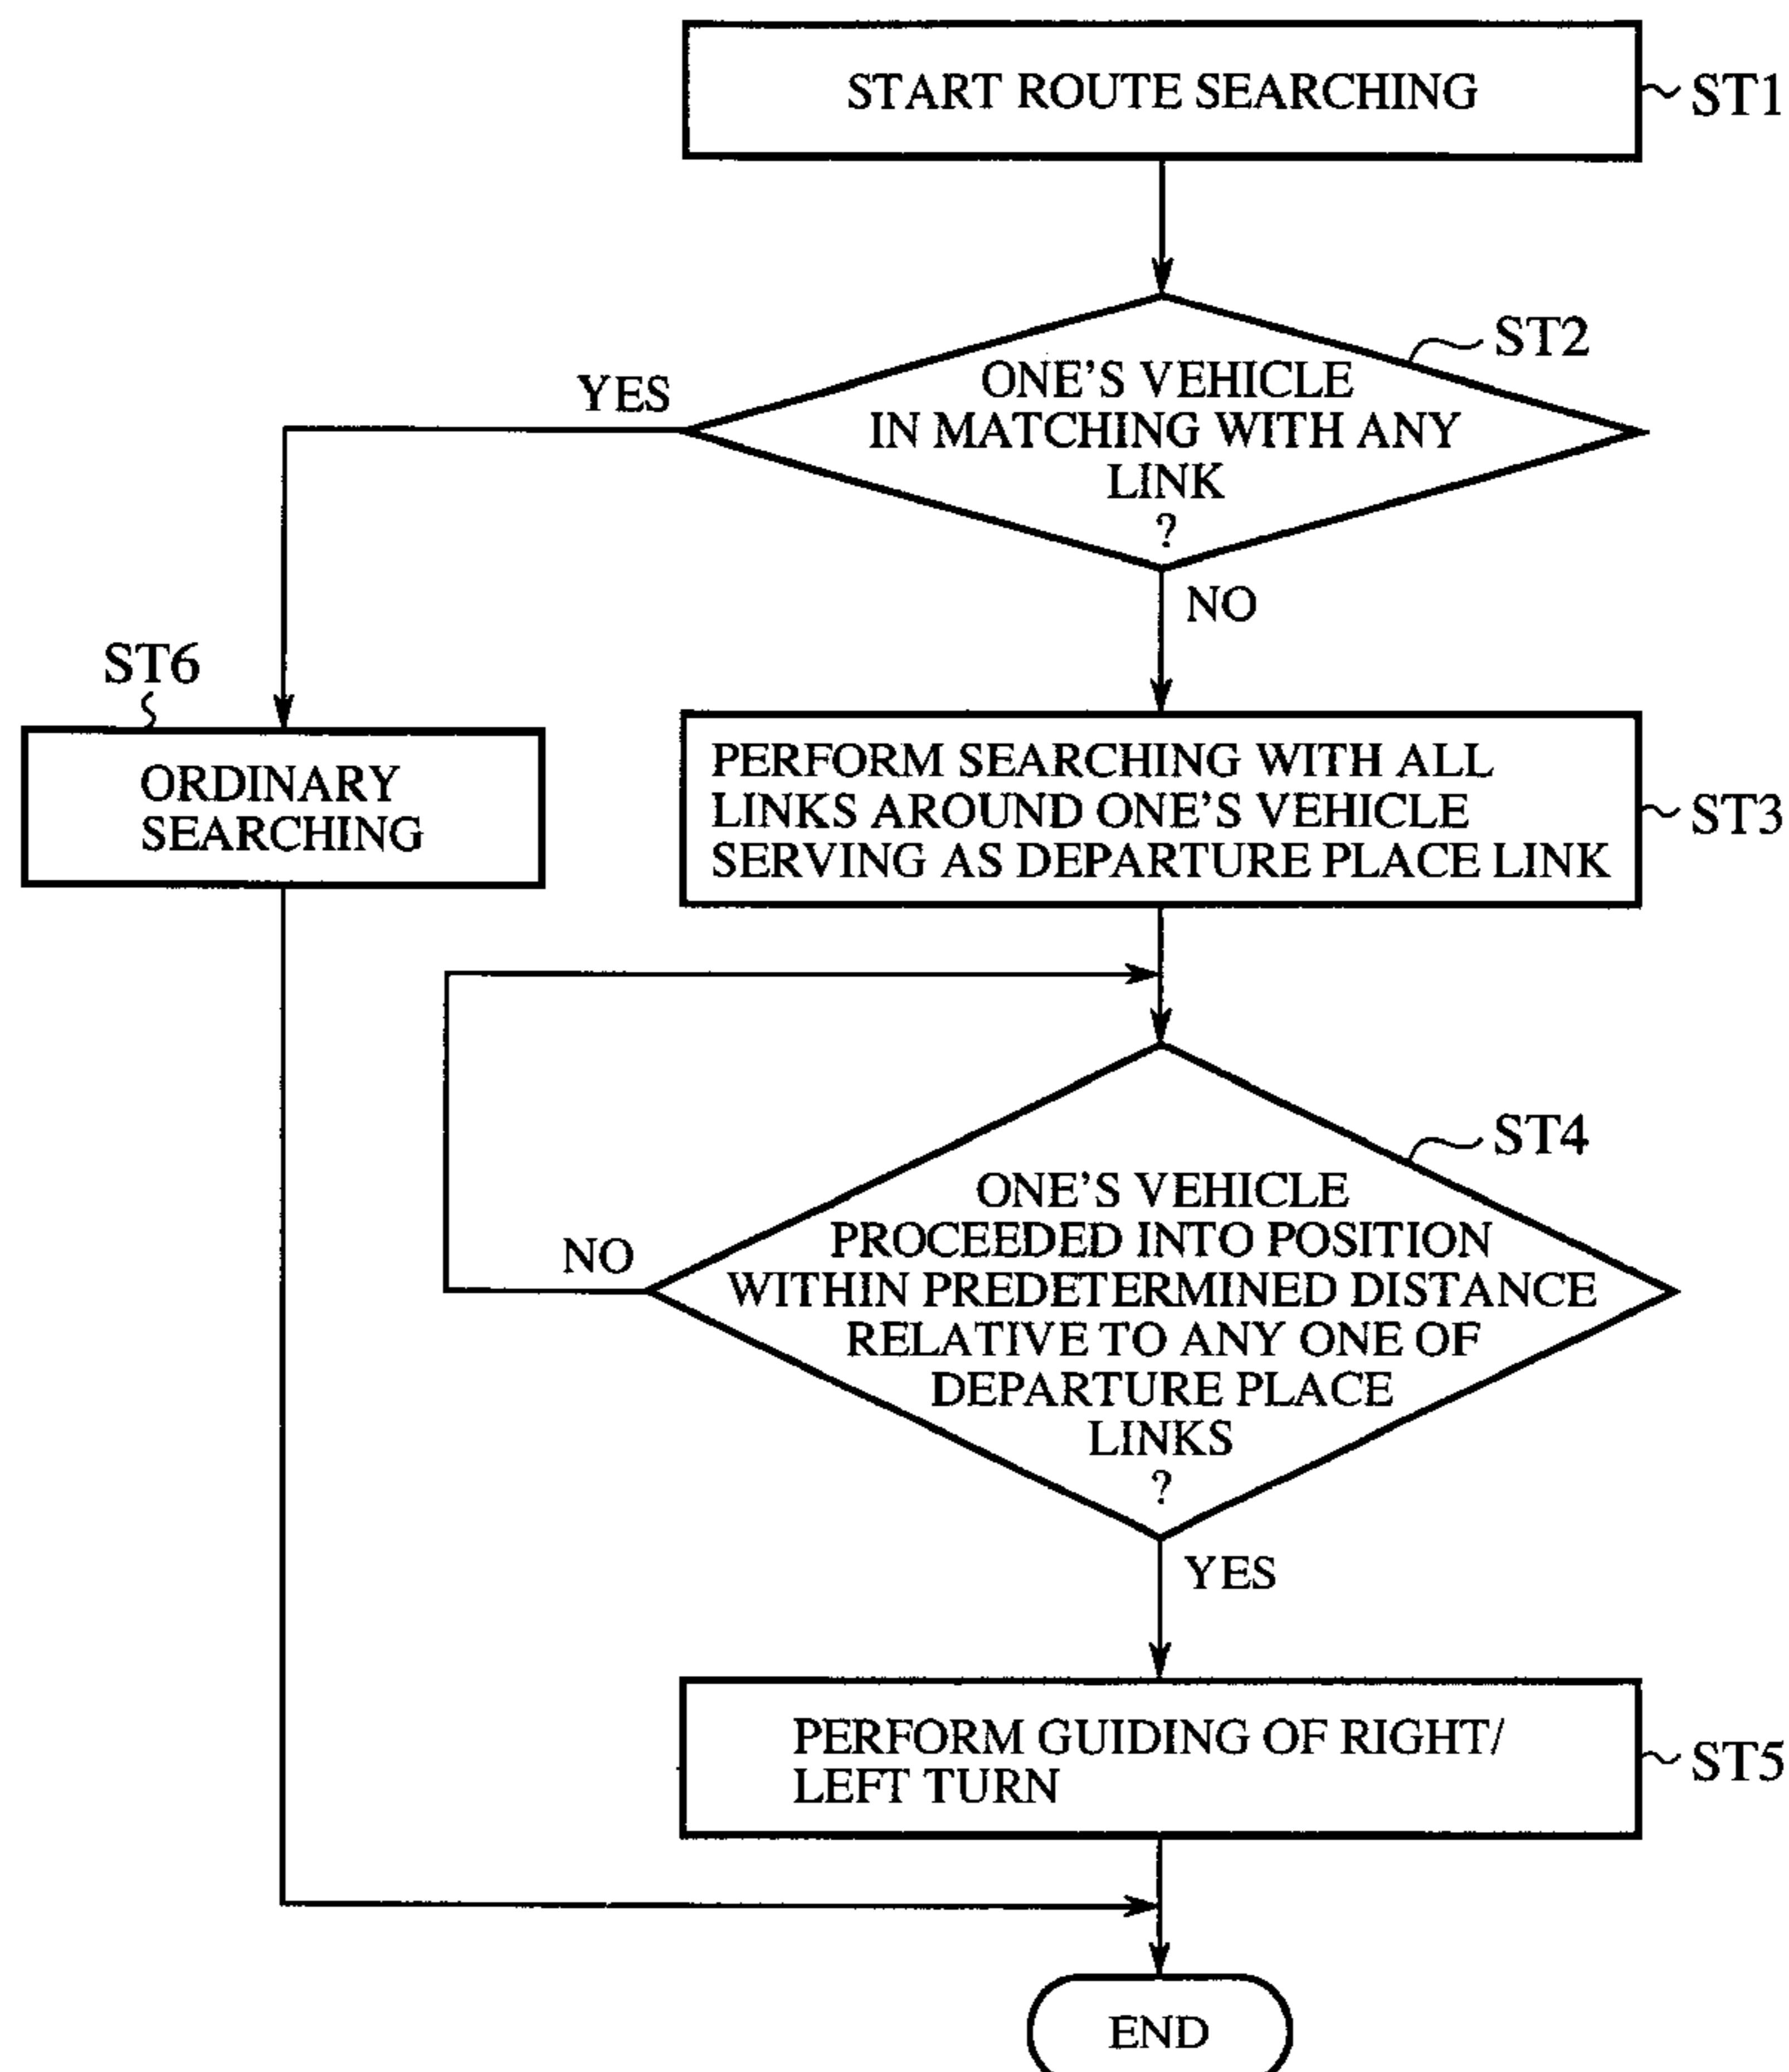 START ROUTE SEARCHING
ST1
ST2
ONE'S VEHICLE
IN MATCHING WITH ANY
LINK
?
YES
NO
ST6
ORDINARY
SEARCHING
PERFORM SEARCHING WITH ALL
LINKS AROUND ONE'S VEHICLE
SERVING AS DEPARTURE PLACE LINK
ST3
ST4
ONE'S VEHICLE
PROCEEDED INTO POSITION
WITHIN PREDETERMINED DISTANCE
RELATIVE TO ANY ONE OF
DEPARTURE PLACE
LINKS
?
NO
YES
PERFORM GUIDING OF RIGHT/
LEFT TURN
ST5
END